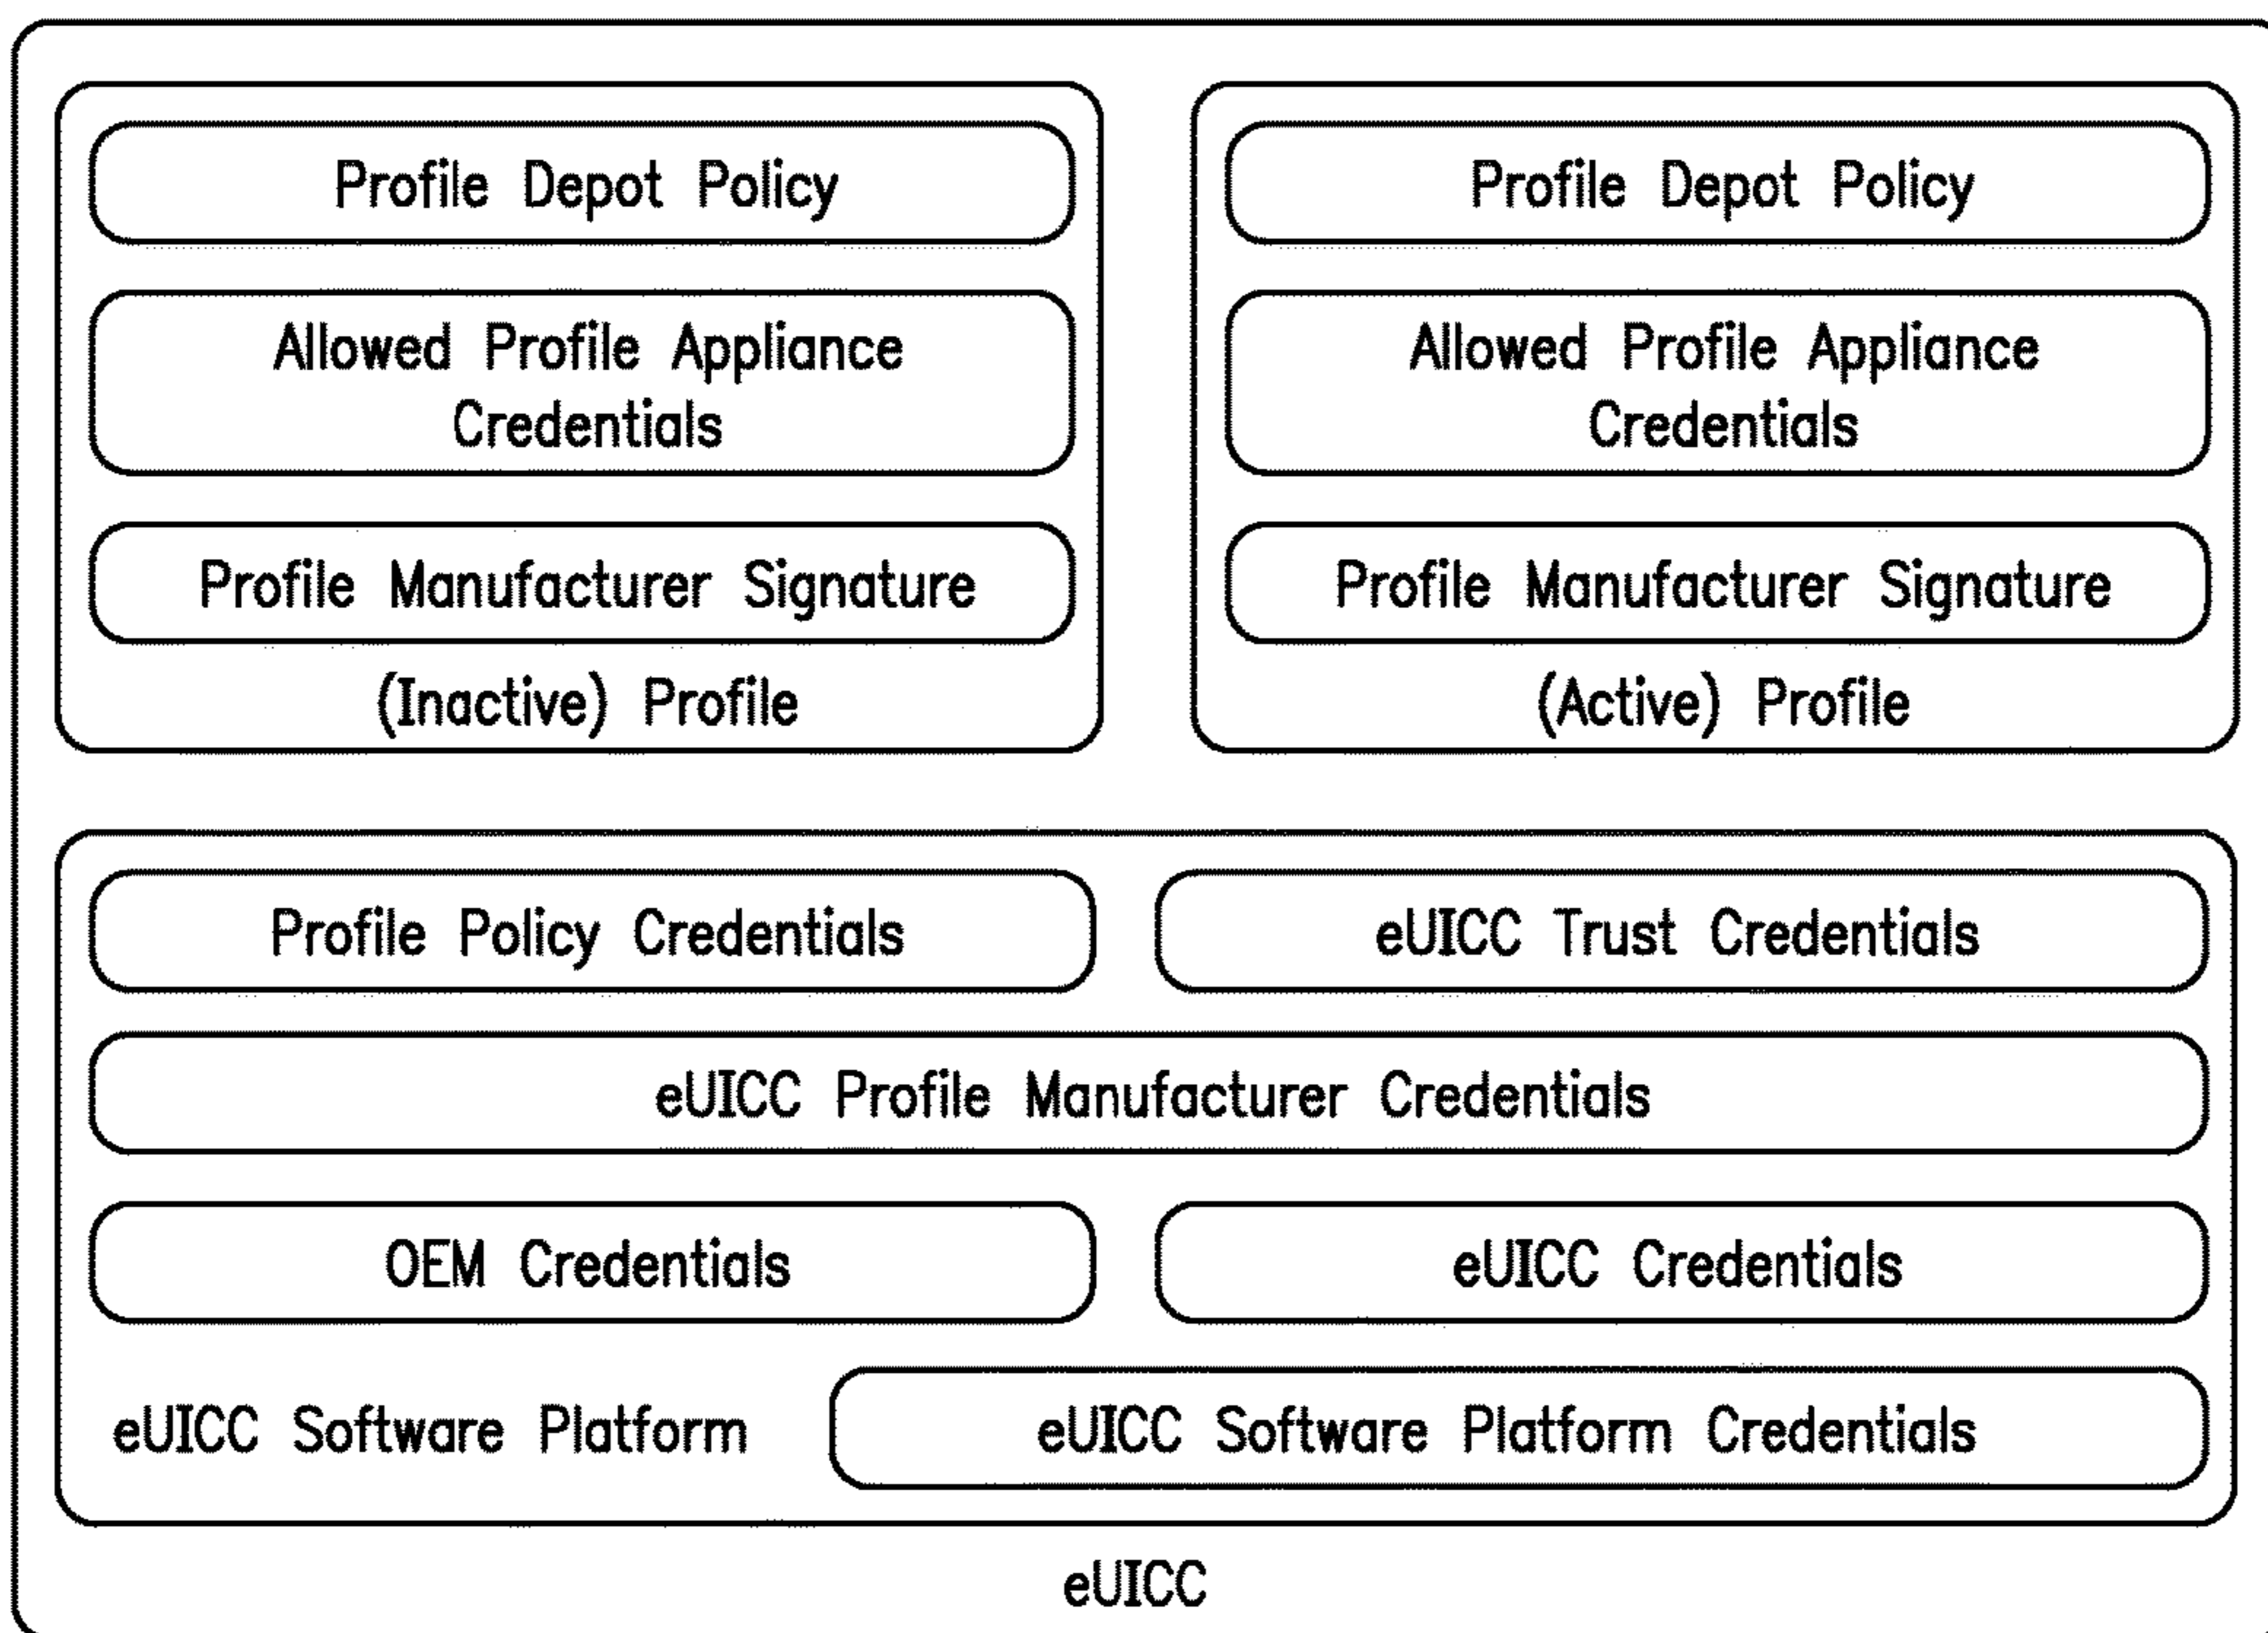 Profile Depot Policy
Allowed Profile Appliance
Credentials
Profile Manufacturer Signature
(Inactive) Profile
Profile Depot Policy
Allowed Profile Appliance
Credentials
Profile Manufacturer Signature
(Active) Profile
Profile Policy Credentials
eUICC Trust Credentials
eUICC Profile Manufacturer Credentials
OEM Credentials
eUICC Credentials
eUICC Software Platform
eUICC Software Platform Credentials
eUICC